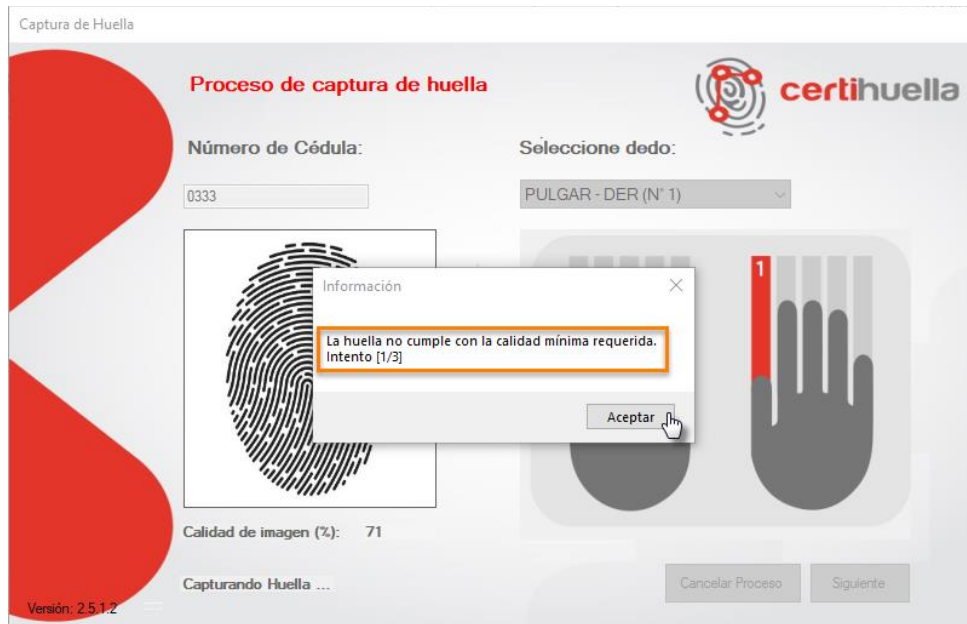 Captura de Huella
Proceso de captura de huella
certihuella
Número de Cédula:
Seleccione dedo:
0333
PULGAR - DER (N° 1)
1
Información
La huella no cumple con la calidad mínima requerida.
Intento [1/3]
Aceptar
Calidad de imagen (%): 71
Capturando Huella ...
Cancelar Proceso
Siguiente
Versión: 2.5.1.2